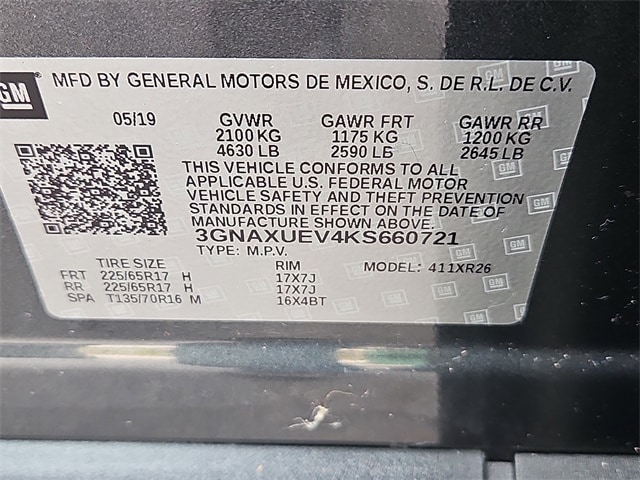 GM MFD BY GENERAL MOTORS DE MEXICO, S. DE R.L. DE C.V.
05/19 GVWR GAWR FRT GAWR RR
2100 KG 1175 KG 1200 KG
4630 LB 2590 LB 2645 LB
THIS VEHICLE CONFORMS TO ALL
APPLICABLE U.S. FEDERAL MOTOR
VEHICLE SAFETY AND THEFT PREVENTION
STANDARDS IN EFFECT ON THE DATE OF
MANUFACTURE SHOWN ABOVE.
3GNAXUEV4KS660721
TYPE: M.P.V. MODEL: 411XR26
TIRE SIZE RIM
FRT 225/65R17 H 17X7J
RR 225/65R17 H 17X7J
SPA T135/70R16 M 16X4BT